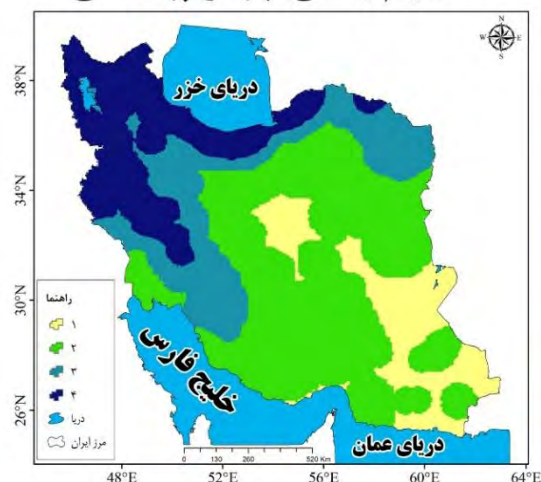 N
W E
S
38°N
دریای خزر
34°N
30°N
26°N
راهنما
۱
۲
۳
۴
دریا
مرز ایران
خلیج فارس
دریای عمان
0 130 260 520 Km
48°E 52°E 56°E 60°E 64°E